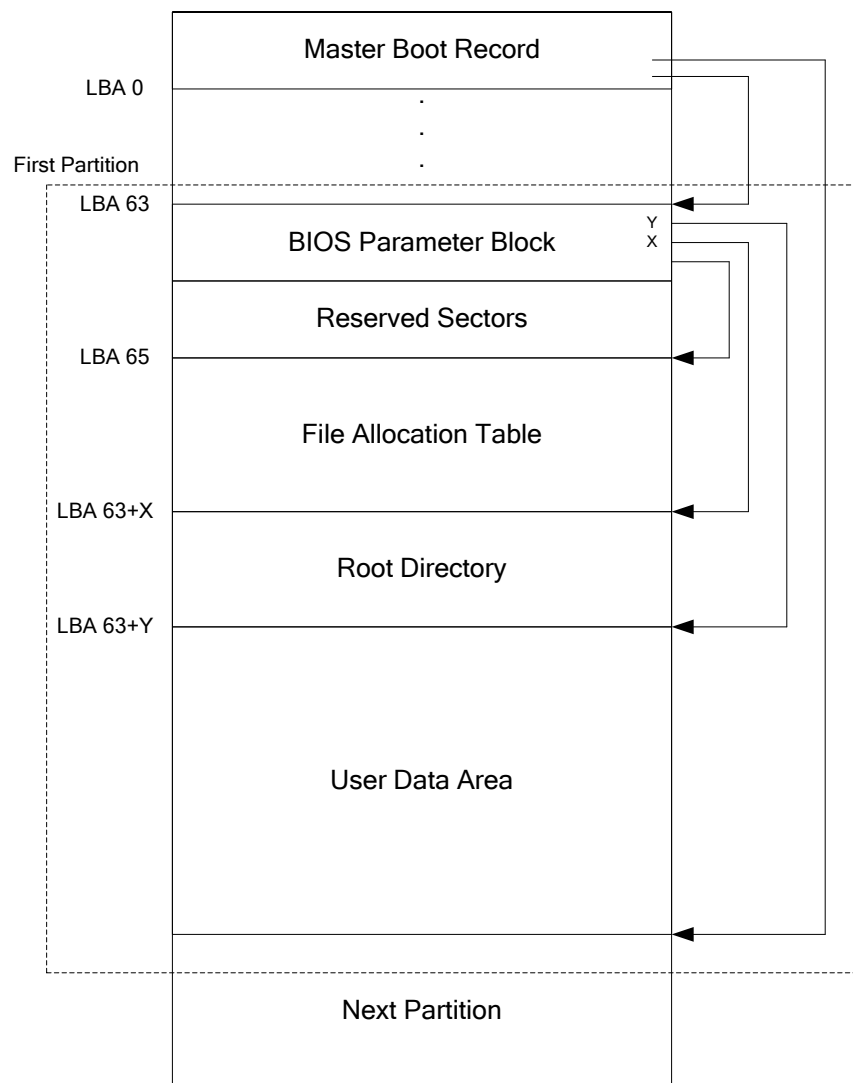 Master Boot Record
LBA 0
.
.
.
First Partition
LBA 63
Y
BIOS Parameter Block
X
Reserved Sectors
LBA 65
File Allocation Table
LBA 63+X
Root Directory
LBA 63+Y
User Data Area
Next Partition